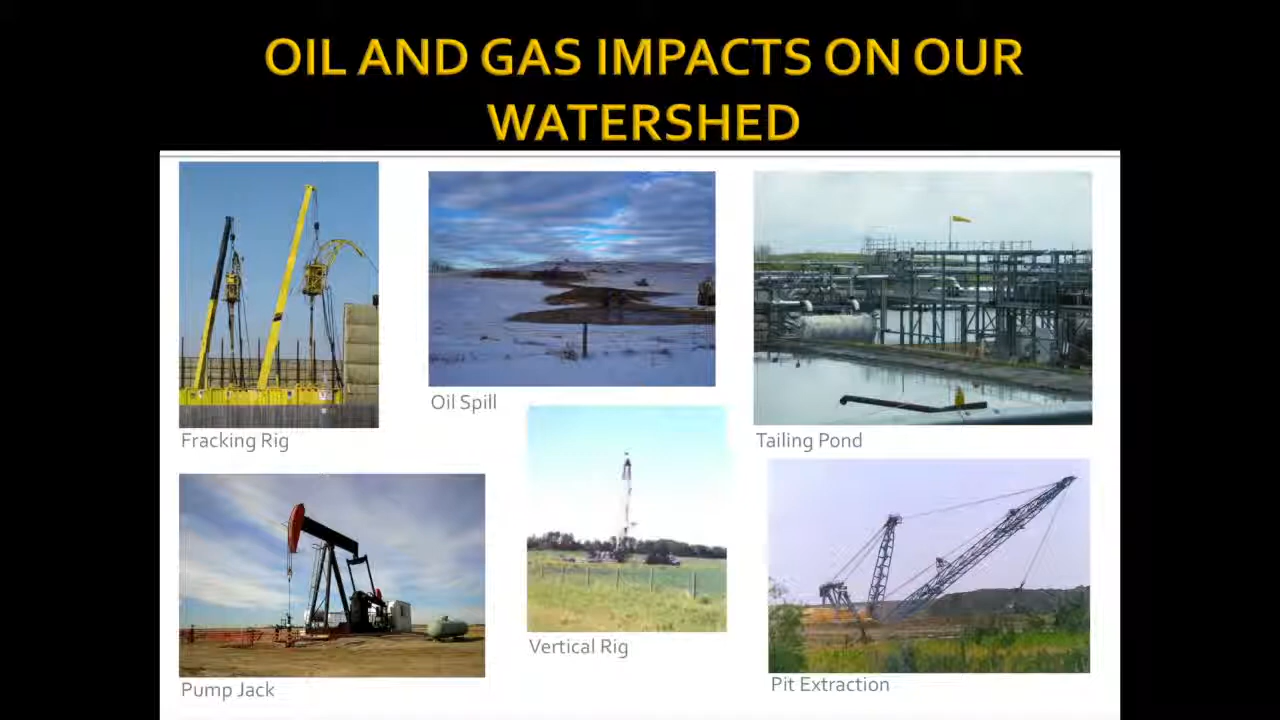 OIL AND GAS IMPACTS ON OUR
WATERSHED
Fracking Rig
Oil Spill
Tailing Pond
Pump Jack
Vertical Rig
Pit Extraction